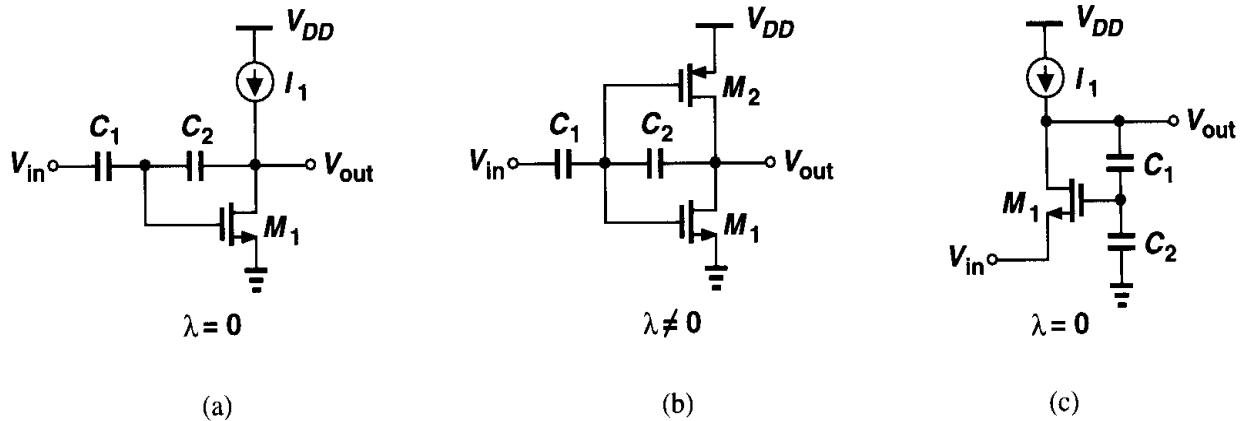 V_DD
I_1
C_1 C_2
V_in V_out
M_1
λ = 0
(a)
V_DD
M_2
C_1 C_2
V_in V_out
M_1
λ ≠ 0
(b)
V_DD
I_1
V_out
C_1
M_1
C_2
V_in
λ = 0
(c)